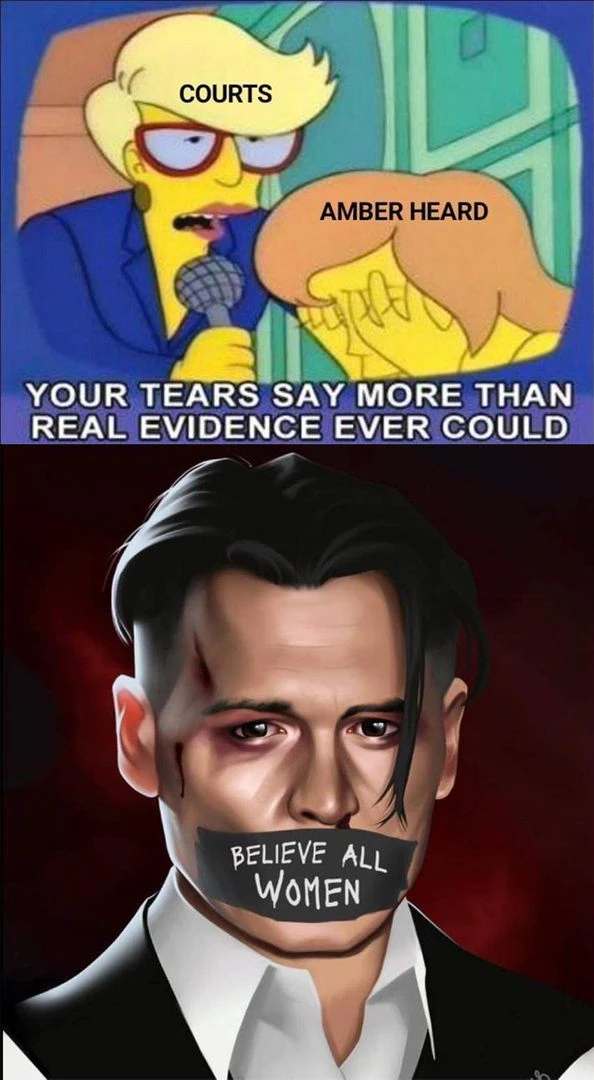 COURTS
AMBER HEARD
YOUR TEARS SAY MORE THAN
REAL EVIDENCE EVER COULD
BELIEVE ALL
WOMEN